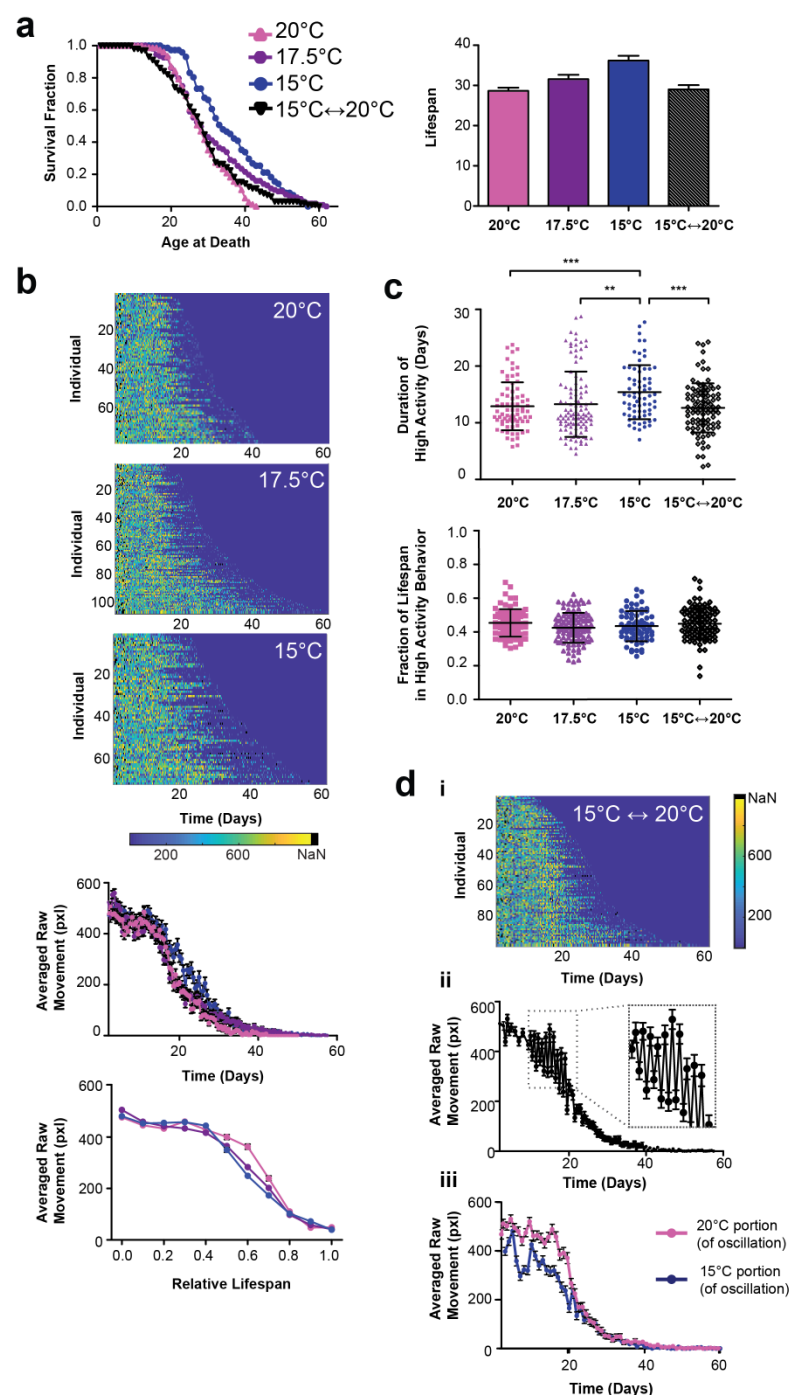 a
20°C
17.5°C
15°C
15°C↔20°C
Survival Fraction
1.0
0.8
0.6
0.4
0.2
0.0
0 20 40 60
Age at Death
Lifespan
40
30
20
10
0
20°C 17.5°C 15°C 15°C↔20°C
b
20°C
Individual
20
40
60
20 40 60
17.5°C
Individual
20
40
60
80
100
20 40 60
15°C
Individual
20
40
60
20 40 60
Time (Days)
200 600 NaN
Averaged Raw
Movement (pxl)
600
400
200
0
20 40 60
Time (Days)
Averaged Raw
Movement (pxl)
600
400
200
0
0.0 0.2 0.4 0.6 0.8 1.0
Relative Lifespan
c
***
** ***
Duration of
High Activity (Days)
30
20
10
0
20°C 17.5°C 15°C 15°C↔20°C
Fraction of Lifespan
in High Activity Behavior
1.0
0.8
0.6
0.4
0.2
0.0
20°C 17.5°C 15°C 15°C↔20°C
d i
15°C ↔ 20°C
Individual
20
40
60
80
20 40 60
Time (Days)
NaN
600
200
ii
Averaged Raw
Movement (pxl)
600
400
200
0
20 40 60
Time (Days)
iii
Averaged Raw
Movement (pxl)
600
500
400
300
200
100
0
20 40 60
Time (Days)
20°C portion
(of oscillation)
15°C portion
(of oscillation)